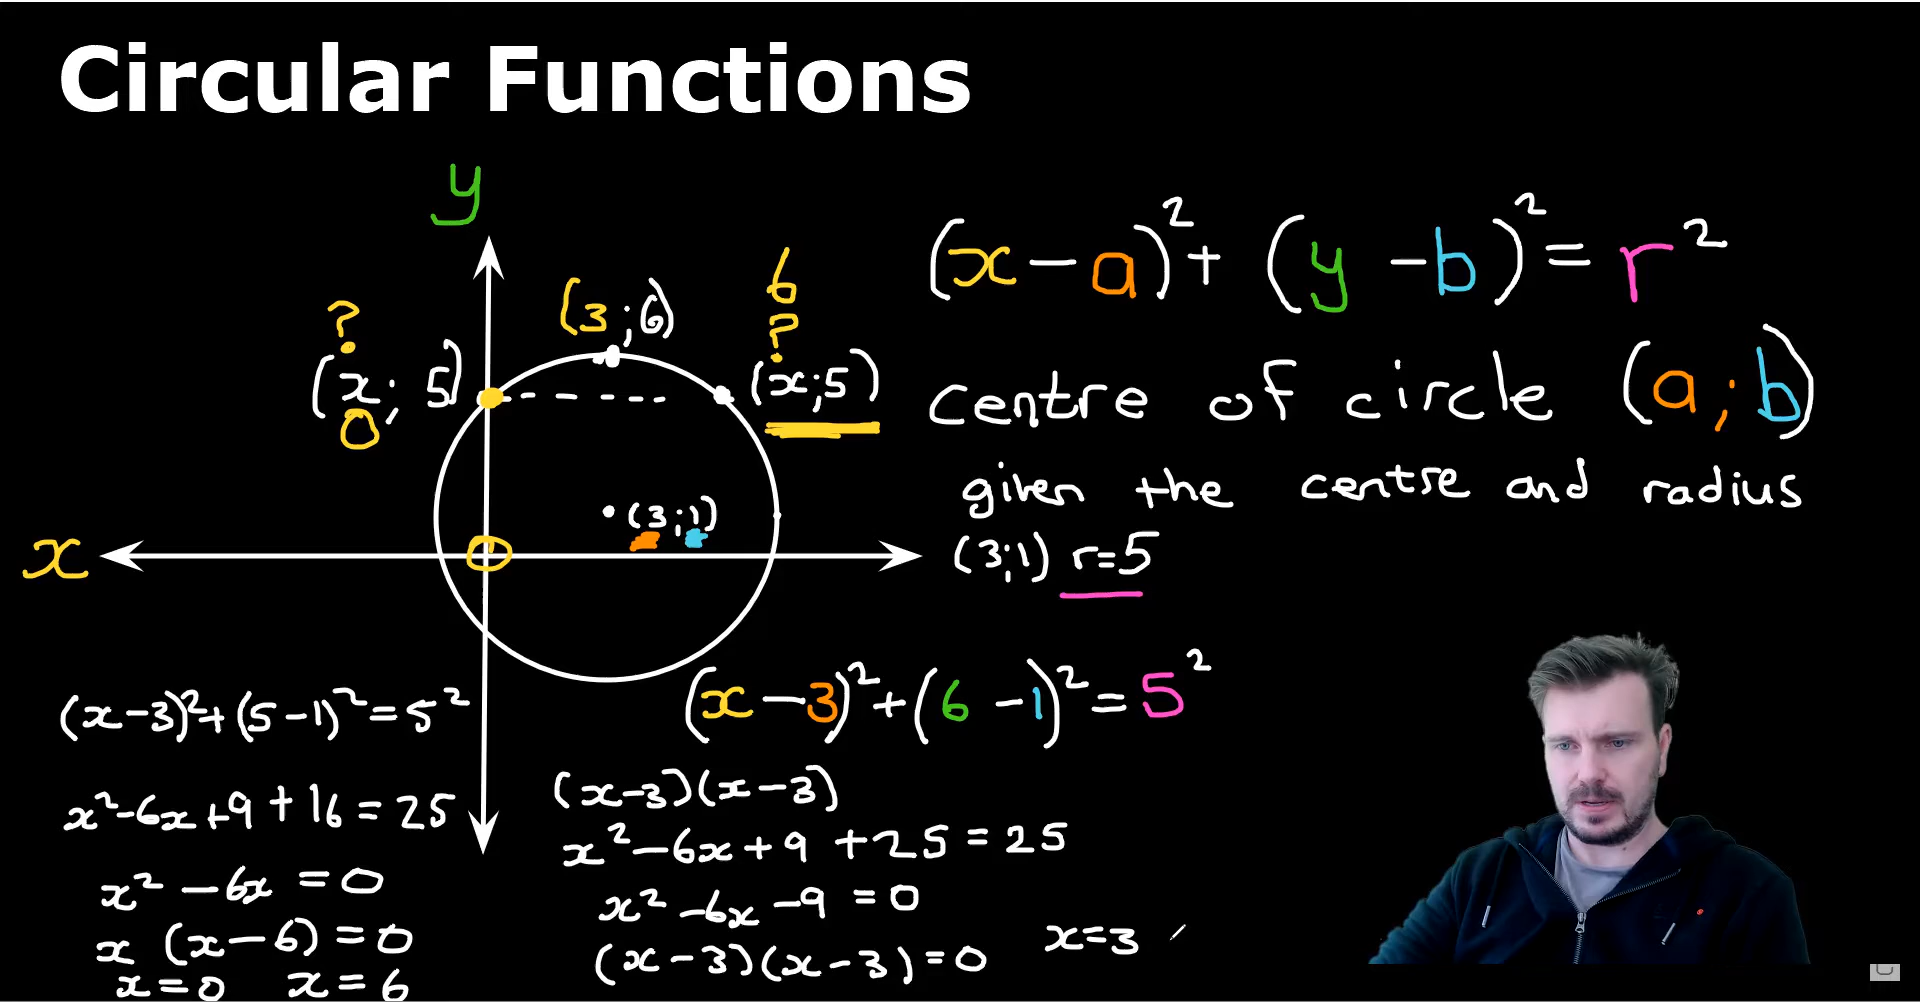 Circular Functions
y
(x - a)² + (y - b)² = r²
6
(3 ; 6)
?
?
(x ; 5)
(x ; 5)
0
centre of circle (a ; b)
given the centre and radius
(3 ; 1)
x
(3 ; 1) r = 5
(x - 3)² + (6 - 1)² = 5²
(x - 3)² + (5 - 1)² = 5²
x² - 6x + 9 + 16 = 25
x² - 6x = 0
x (x - 6) = 0
x = 0 x = 6
(x - 3)(x - 3)
x² - 6x + 9 + 25 = 25
x² - 6x - 9 = 0
(x - 3)(x - 3) = 0 x = 3